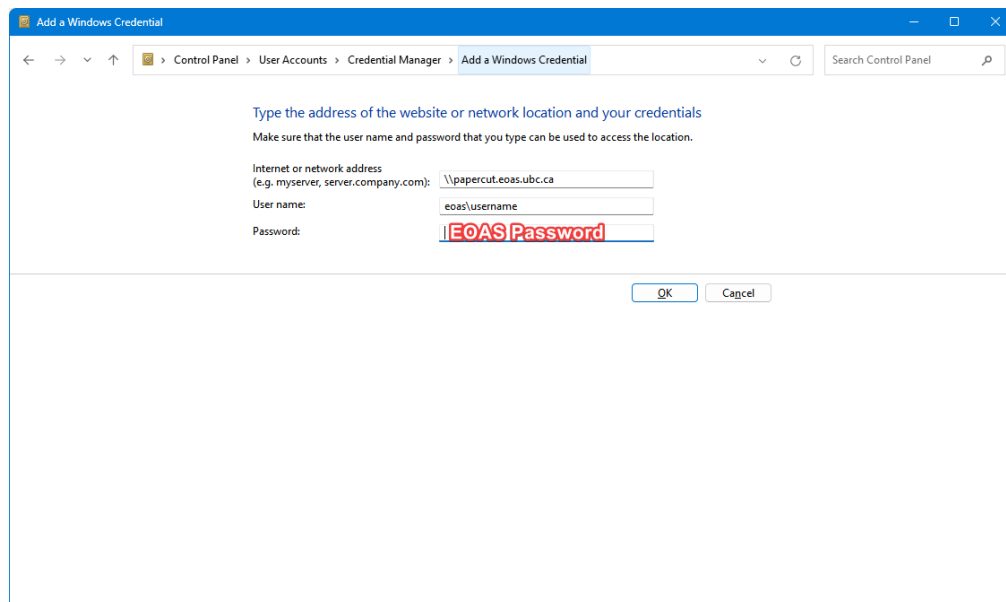 Add a Windows Credential
Control Panel > User Accounts > Credential Manager > Add a Windows Credential
Search Control Panel
Type the address of the website or network location and your credentials
Make sure that the user name and password that you type can be used to access the location.
Internet or network address
(e.g. myserver, server.company.com): \\papercut.eoas.ubc.ca
User name: eoas\username
Password: EOAS Password
OK Cancel